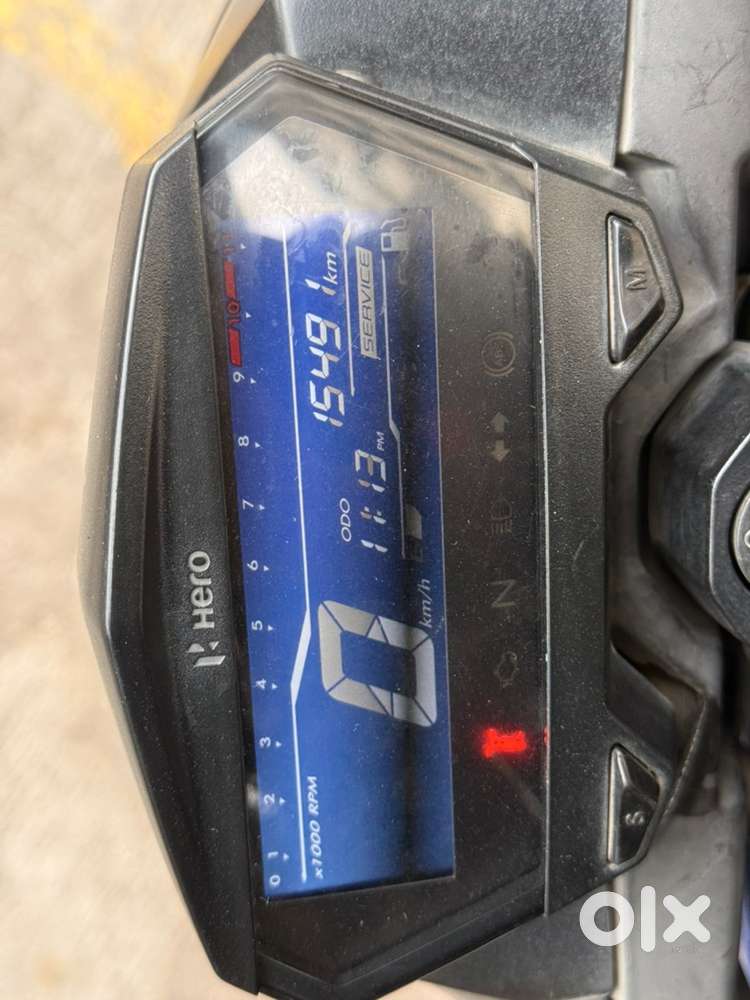 Hero
0 1 2 3 4 5 6 7 8 9 10 11
x1000 RPM
0 km/h
ODO
15491 km
11:13 PM
SERVICE
E
N
S
M
olx